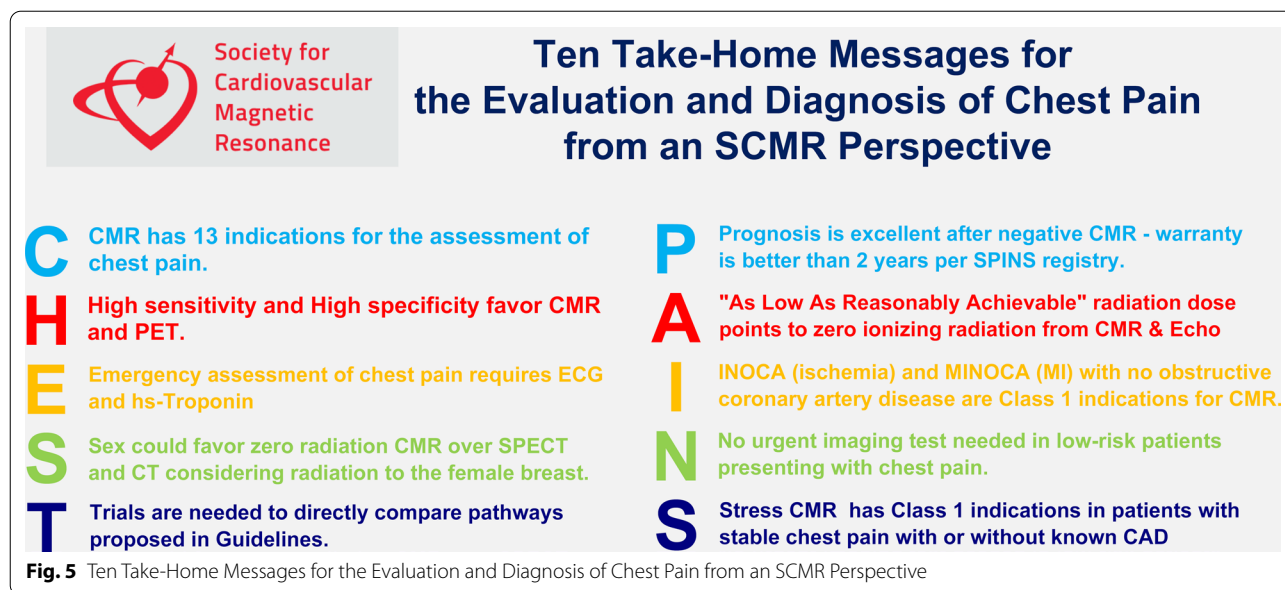 Society for
Cardiovascular
Magnetic
Resonance
Ten Take-Home Messages for
the Evaluation and Diagnosis of Chest Pain
from an SCMR Perspective
C CMR has 13 indications for the assessment of
chest pain.
H High sensitivity and High specificity favor CMR
and PET.
E Emergency assessment of chest pain requires ECG
and hs-Troponin
S Sex could favor zero radiation CMR over SPECT
and CT considering radiation to the female breast.
T Trials are needed to directly compare pathways
proposed in Guidelines.
P Prognosis is excellent after negative CMR - warranty
is better than 2 years per SPINS registry.
A "As Low As Reasonably Achievable" radiation dose
points to zero ionizing radiation from CMR & Echo
I INOCA (ischemia) and MINOCA (MI) with no obstructive
coronary artery disease are Class 1 indications for CMR.
N No urgent imaging test needed in low-risk patients
presenting with chest pain.
S Stress CMR has Class 1 indications in patients with
stable chest pain with or without known CAD
Fig. 5 Ten Take-Home Messages for the Evaluation and Diagnosis of Chest Pain from an SCMR Perspective